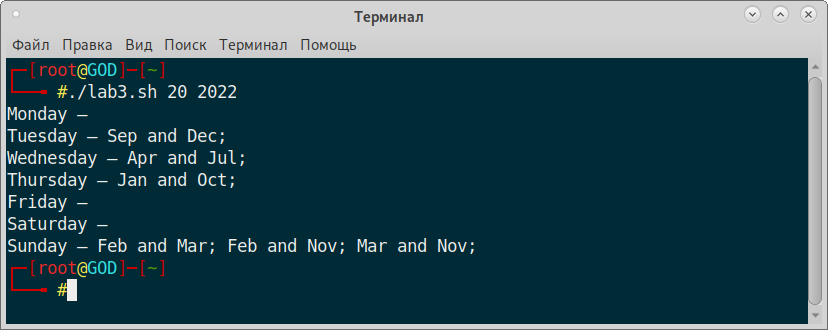 Терминал
Файл Правка Вид Поиск Терминал Помощь
┌─[root@GOD]─[~]
└──╼ #./lab3.sh 20 2022
Monday –
Tuesday – Sep and Dec;
Wednesday – Apr and Jul;
Thursday – Jan and Oct;
Friday –
Saturday –
Sunday – Feb and Mar; Feb and Nov; Mar and Nov;
┌─[root@GOD]─[~]
└──╼ #